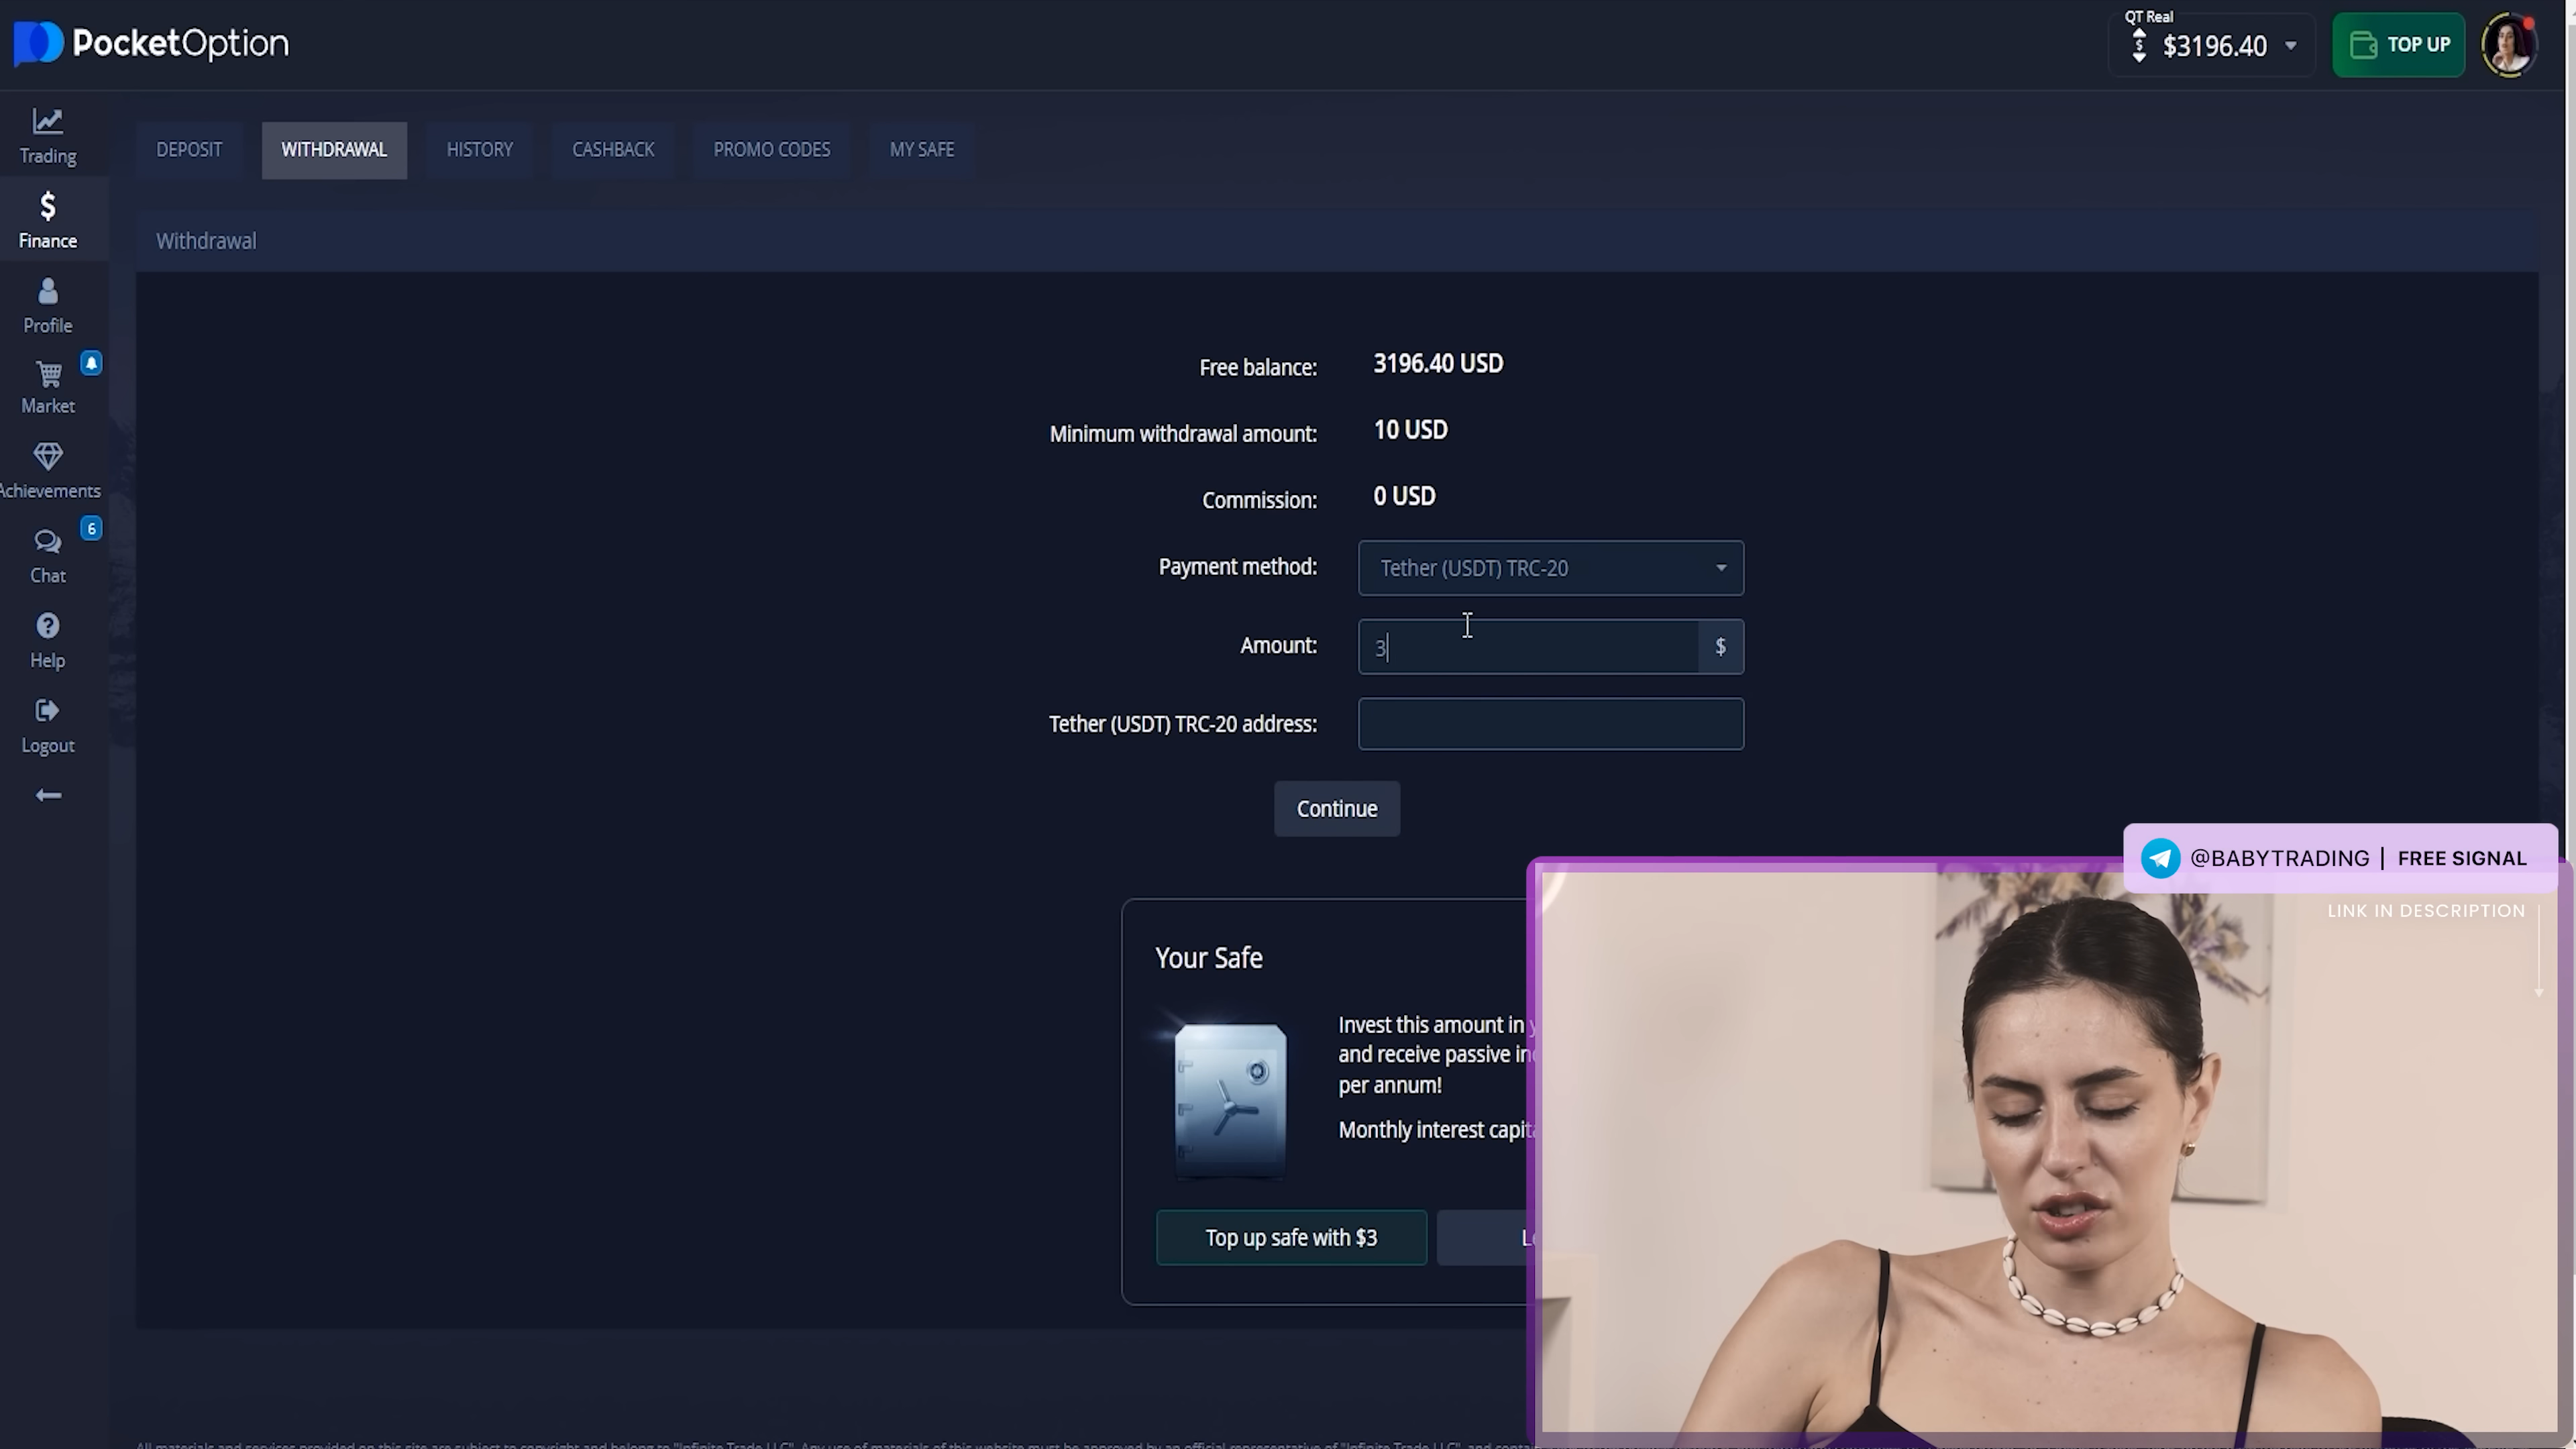 PocketOption
QT Real
$3196.40
TOP UP
Trading
Finance
Profile
Market
Achievements
6
Chat
Help
Logout
DEPOSIT
WITHDRAWAL
HISTORY
CASHBACK
PROMO CODES
MY SAFE
Withdrawal
Free balance: 3196.40 USD
Minimum withdrawal amount: 10 USD
Commission: 0 USD
Payment method: Tether (USDT) TRC-20
Amount: 3 $
Tether (USDT) TRC-20 address:
Continue
Your Safe
Invest this amount in
and receive passive
per annum!
Monthly interest
Top up safe with $3
@BABYTRADING | FREE SIGNAL
LINK IN DESCRIPTION